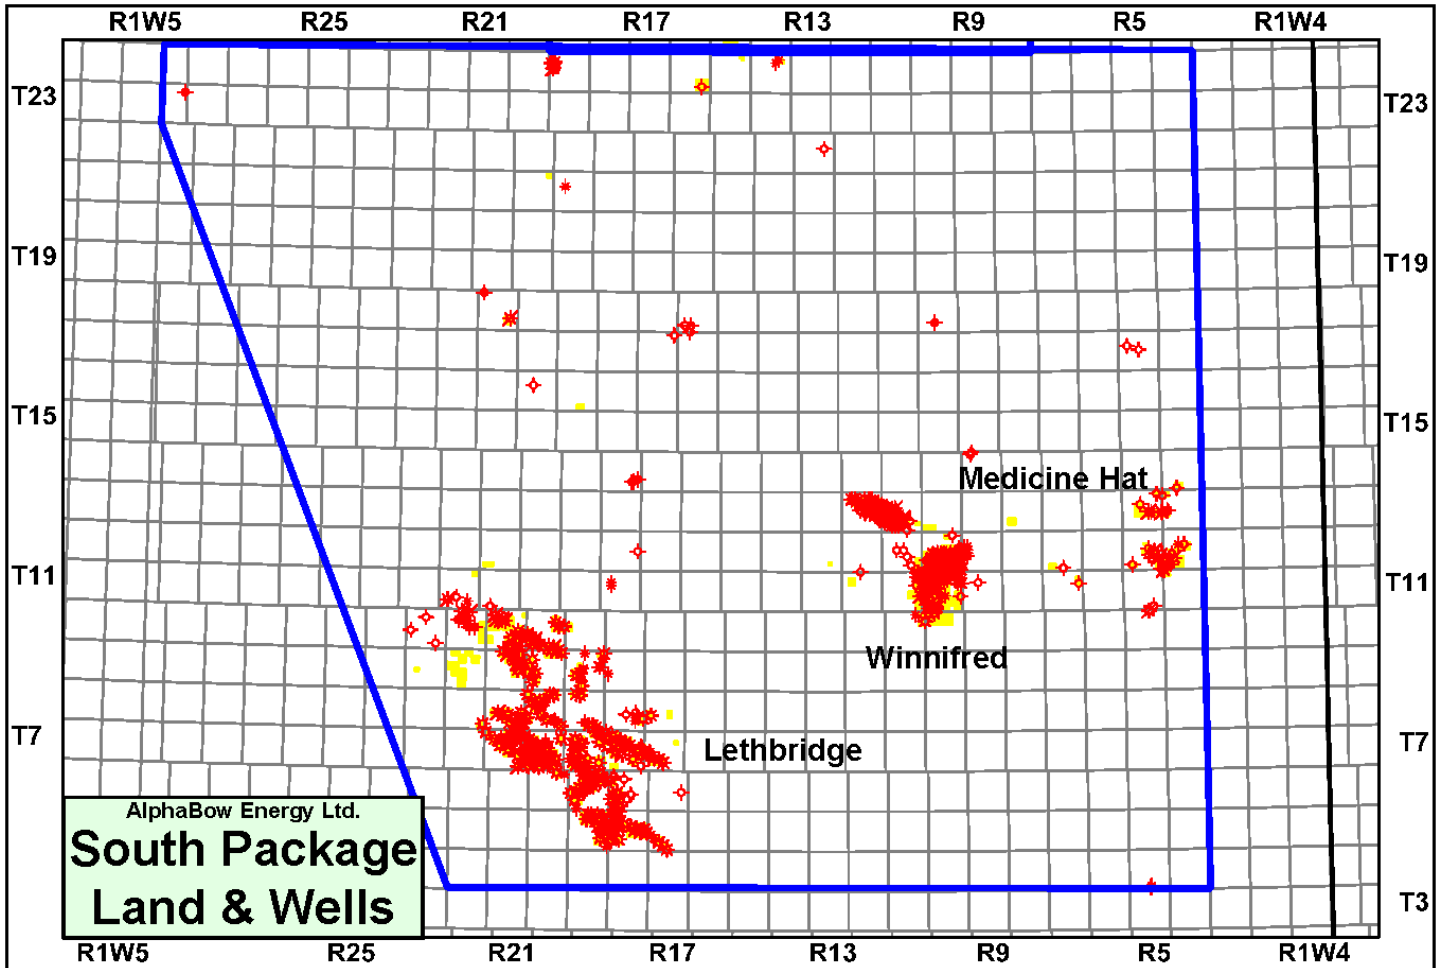 R1W5 R25 R21 R17 R13 R9 R5 R1W4
T23 T23
T19 T19
T15 T15
Medicine Hat
T11 T11
Winnifred
T7 T7
Lethbridge
AlphaBow Energy Ltd.
South Package
Land & Wells
T3
R1W5 R25 R21 R17 R13 R9 R5 R1W4